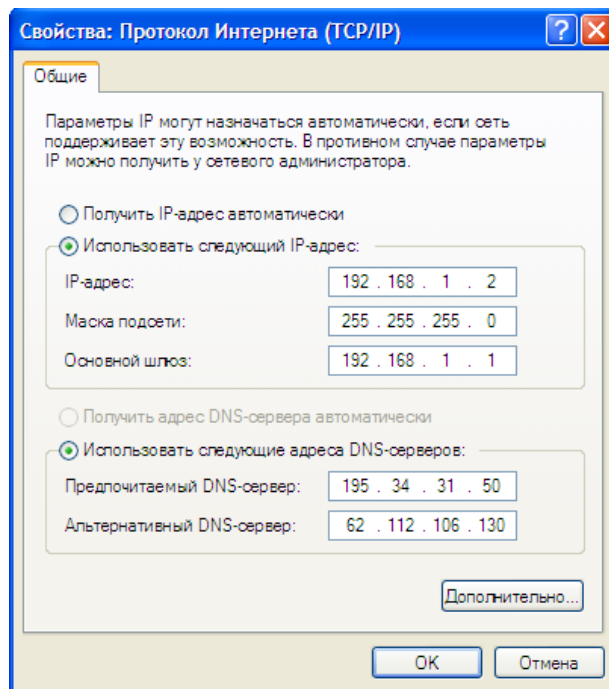 Свойства: Протокол Интернета (TCP/IP)
Общие
Параметры IP могут назначаться автоматически, если сеть
поддерживает эту возможность. В противном случае параметры
IP можно получить у сетевого администратора.
Получить IP-адрес автоматически
Использовать следующий IP-адрес:
IP-адрес: 192 . 168 . 1 . 2
Маска подсети: 255 . 255 . 255 . 0
Основной шлюз: 192 . 168 . 1 . 1
Получить адрес DNS-сервера автоматически
Использовать следующие адреса DNS-серверов:
Предпочитаемый DNS-сервер: 195 . 34 . 31 . 50
Альтернативный DNS-сервер: 62 . 112 . 106 . 130
Дополнительно...
OK Отмена